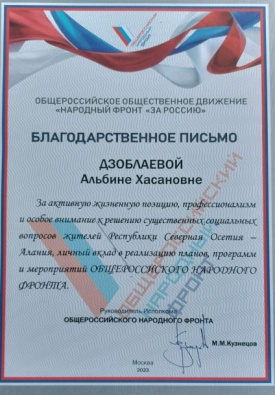 ОБЩЕРОССИЙСКОЕ ОБЩЕСТВЕННОЕ ДВИЖЕНИЕ
«НАРОДНЫЙ ФРОНТ «ЗА РОССИЮ»
БЛАГОДАРСТВЕННОЕ ПИСЬМО
ДЗОБЛАЕВОЙ
Альбине Хасановне
За активную жизненную позицию, профессионализм
и особое внимание к решению существенных социальных
вопросов жителей Республики Северная Осетия –
Алания, личный вклад в реализацию планов, программ
и мероприятий ОБЩЕРОССИЙСКОГО НАРОДНОГО
ФРОНТА.
Руководитель Исполкома
ОБЩЕРОССИЙСКОГО НАРОДНОГО ФРОНТА
М.М.Кузнецов
Москва
2023